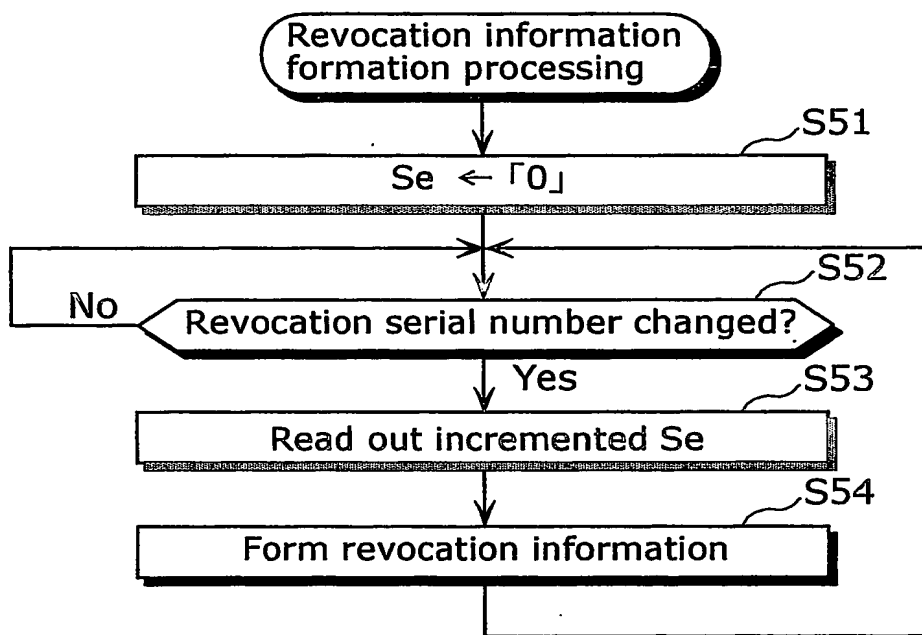 Revocation information
formation processing
S51
Se ← 「0」
S52
No
Revocation serial number changed?
Yes
S53
Read out incremented Se
S54
Form revocation information